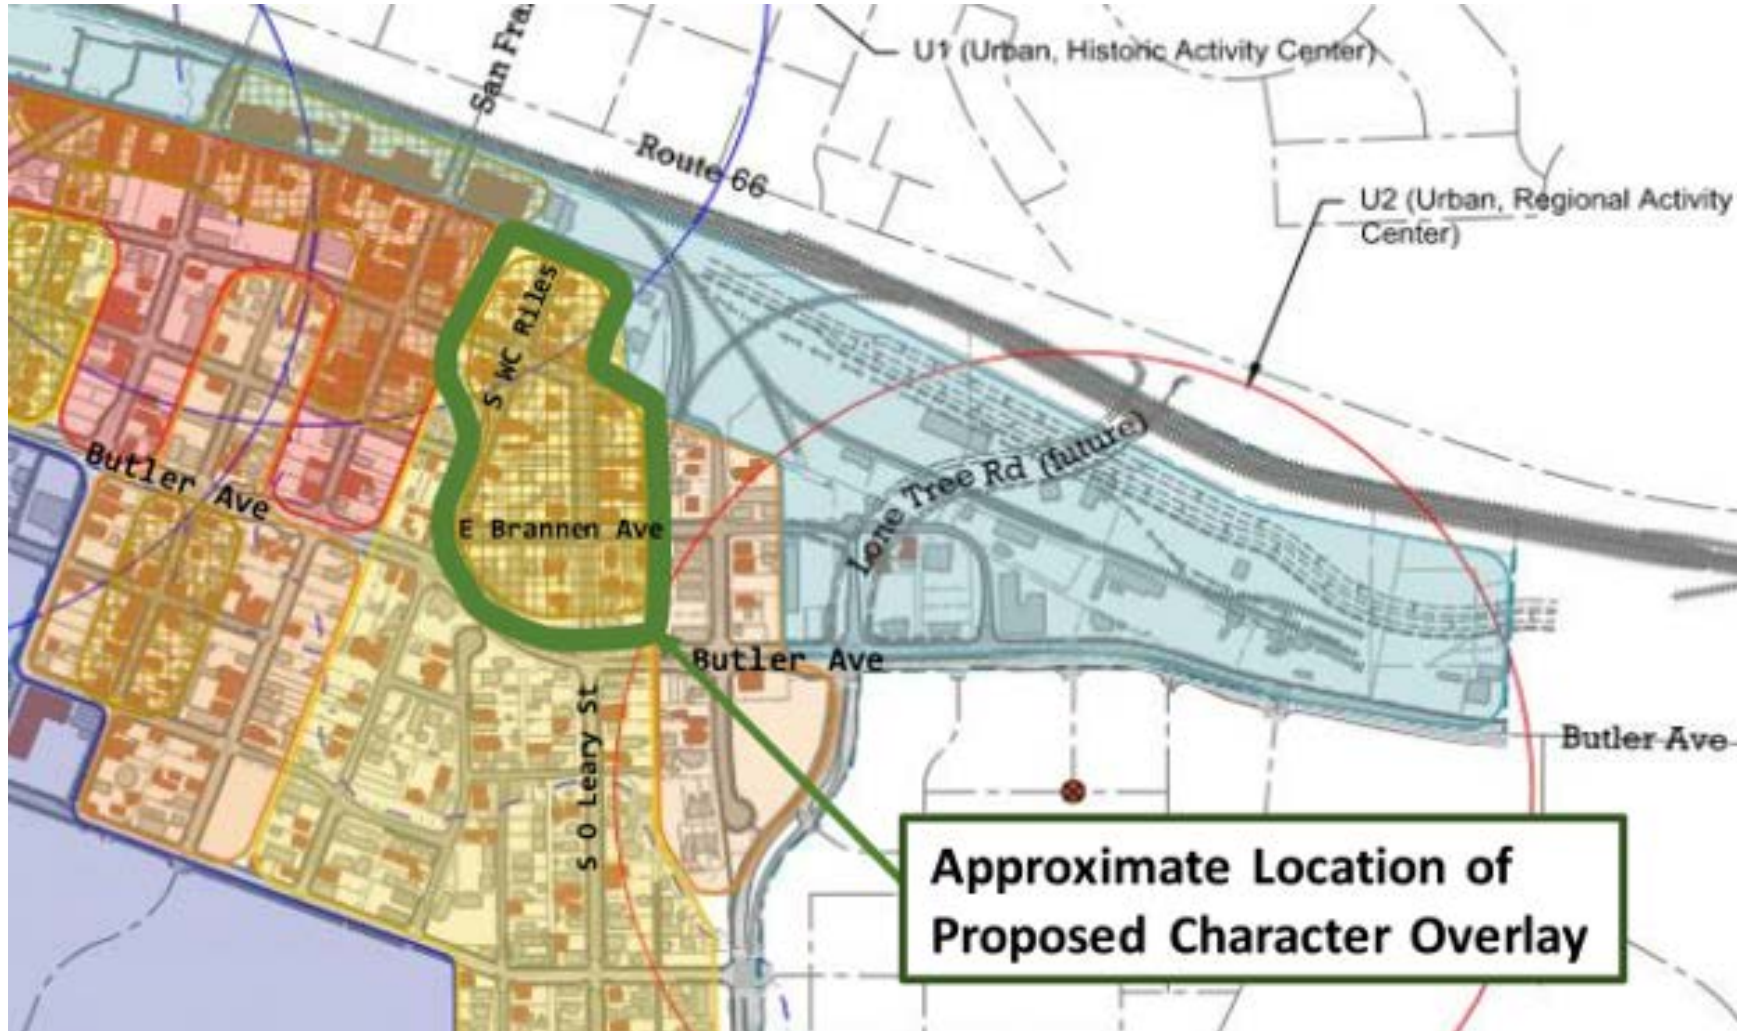 San Fra
U1 (Urban, Historic Activity Center)
Route 66
U2 (Urban, Regional Activity
Center)
S WC Riles
Butler Ave
Lone Tree Rd (future)
E Brannen Ave
Butler Ave
S O Leary St
Butler Ave
Approximate Location of
Proposed Character Overlay